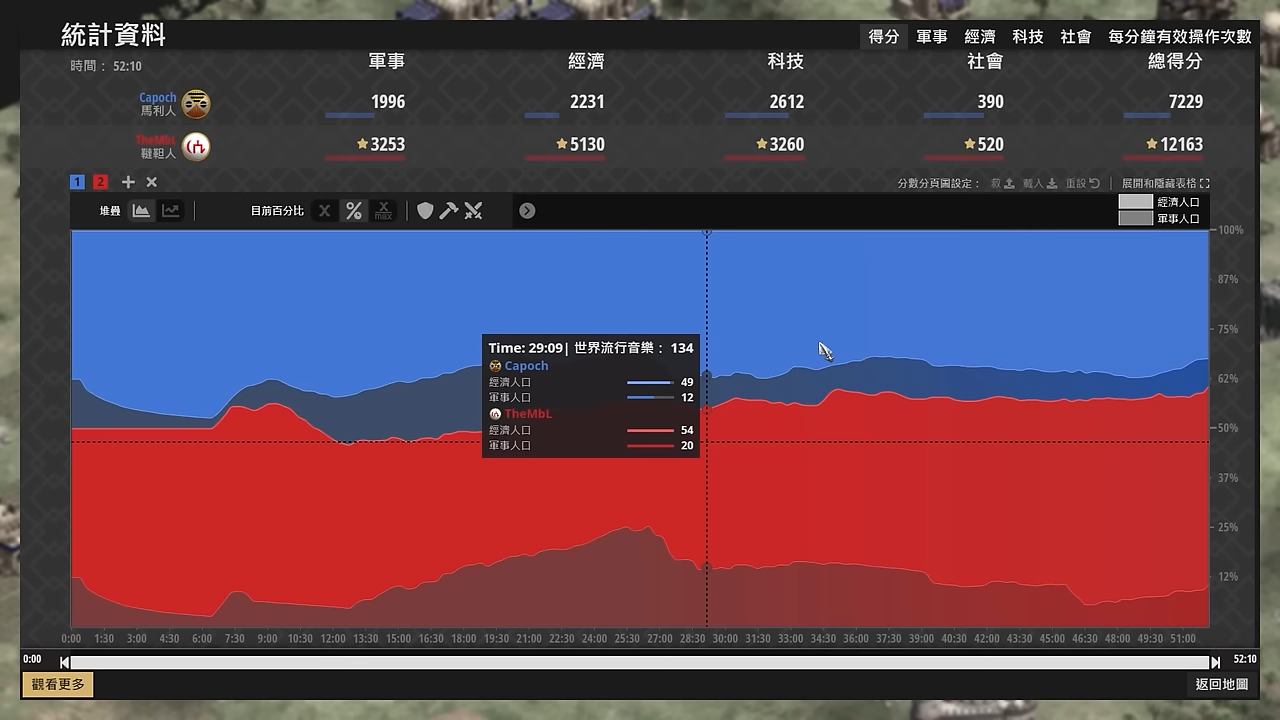 統計資料
得分 軍事 經濟 科技 社會 每分鐘有效操作次數
時間： 52:10
軍事 經濟 科技 社會 總得分
Capoch
馬利人
1996 2231 2612 390 7229
TheMbL
韃靼人
3253 5130 3260 520 12163
1 2
分數分頁圖設定： 載入 重設 展開和隱藏表格
堆疊 目前百分比 X % X max
經濟人口
軍事人口
100%
87%
75%
62%
50%
37%
25%
12%
Time: 29:09| 世界流行音樂： 134
Capoch
經濟人口 49
軍事人口 12
TheMbL
經濟人口 54
軍事人口 20
0:00 1:30 3:00 4:30 6:00 7:30 9:00 10:30 12:00 13:30 15:00 16:30 18:00 19:30 21:00 22:30 24:00 25:30 27:00 28:30 30:00 31:30 33:00 34:30 36:00 37:30 39:00 40:30 42:00 43:30 45:00 46:30 48:00 49:30 51:00
0:00 52:10
觀看更多 返回地圖